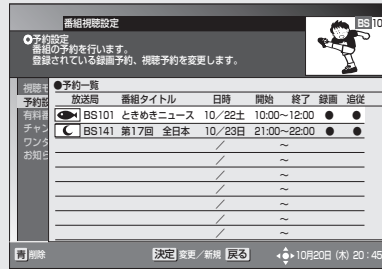 番組視聴設定
BS 10
●予約設定
番組の予約を行います。
登録されている録画予約、視聴予約を変更します。
視聴モ
予約設
有料番
チャン
ワンタ
お知ら
●予約一覧
放送局 番組タイトル 日時 開始 終了 録画 追従
BS101 ときめきニュース 10/22土 10:00~12:00 ● ●
BS141 第17回 全日本 10/23日 21:00~22:00 ● ●
/ ~
/ ~
/ ~
/ ~
/ ~
/ ~
/ ~
青 削除 決定 変更/新規 戻る 10月20日(木) 20:45